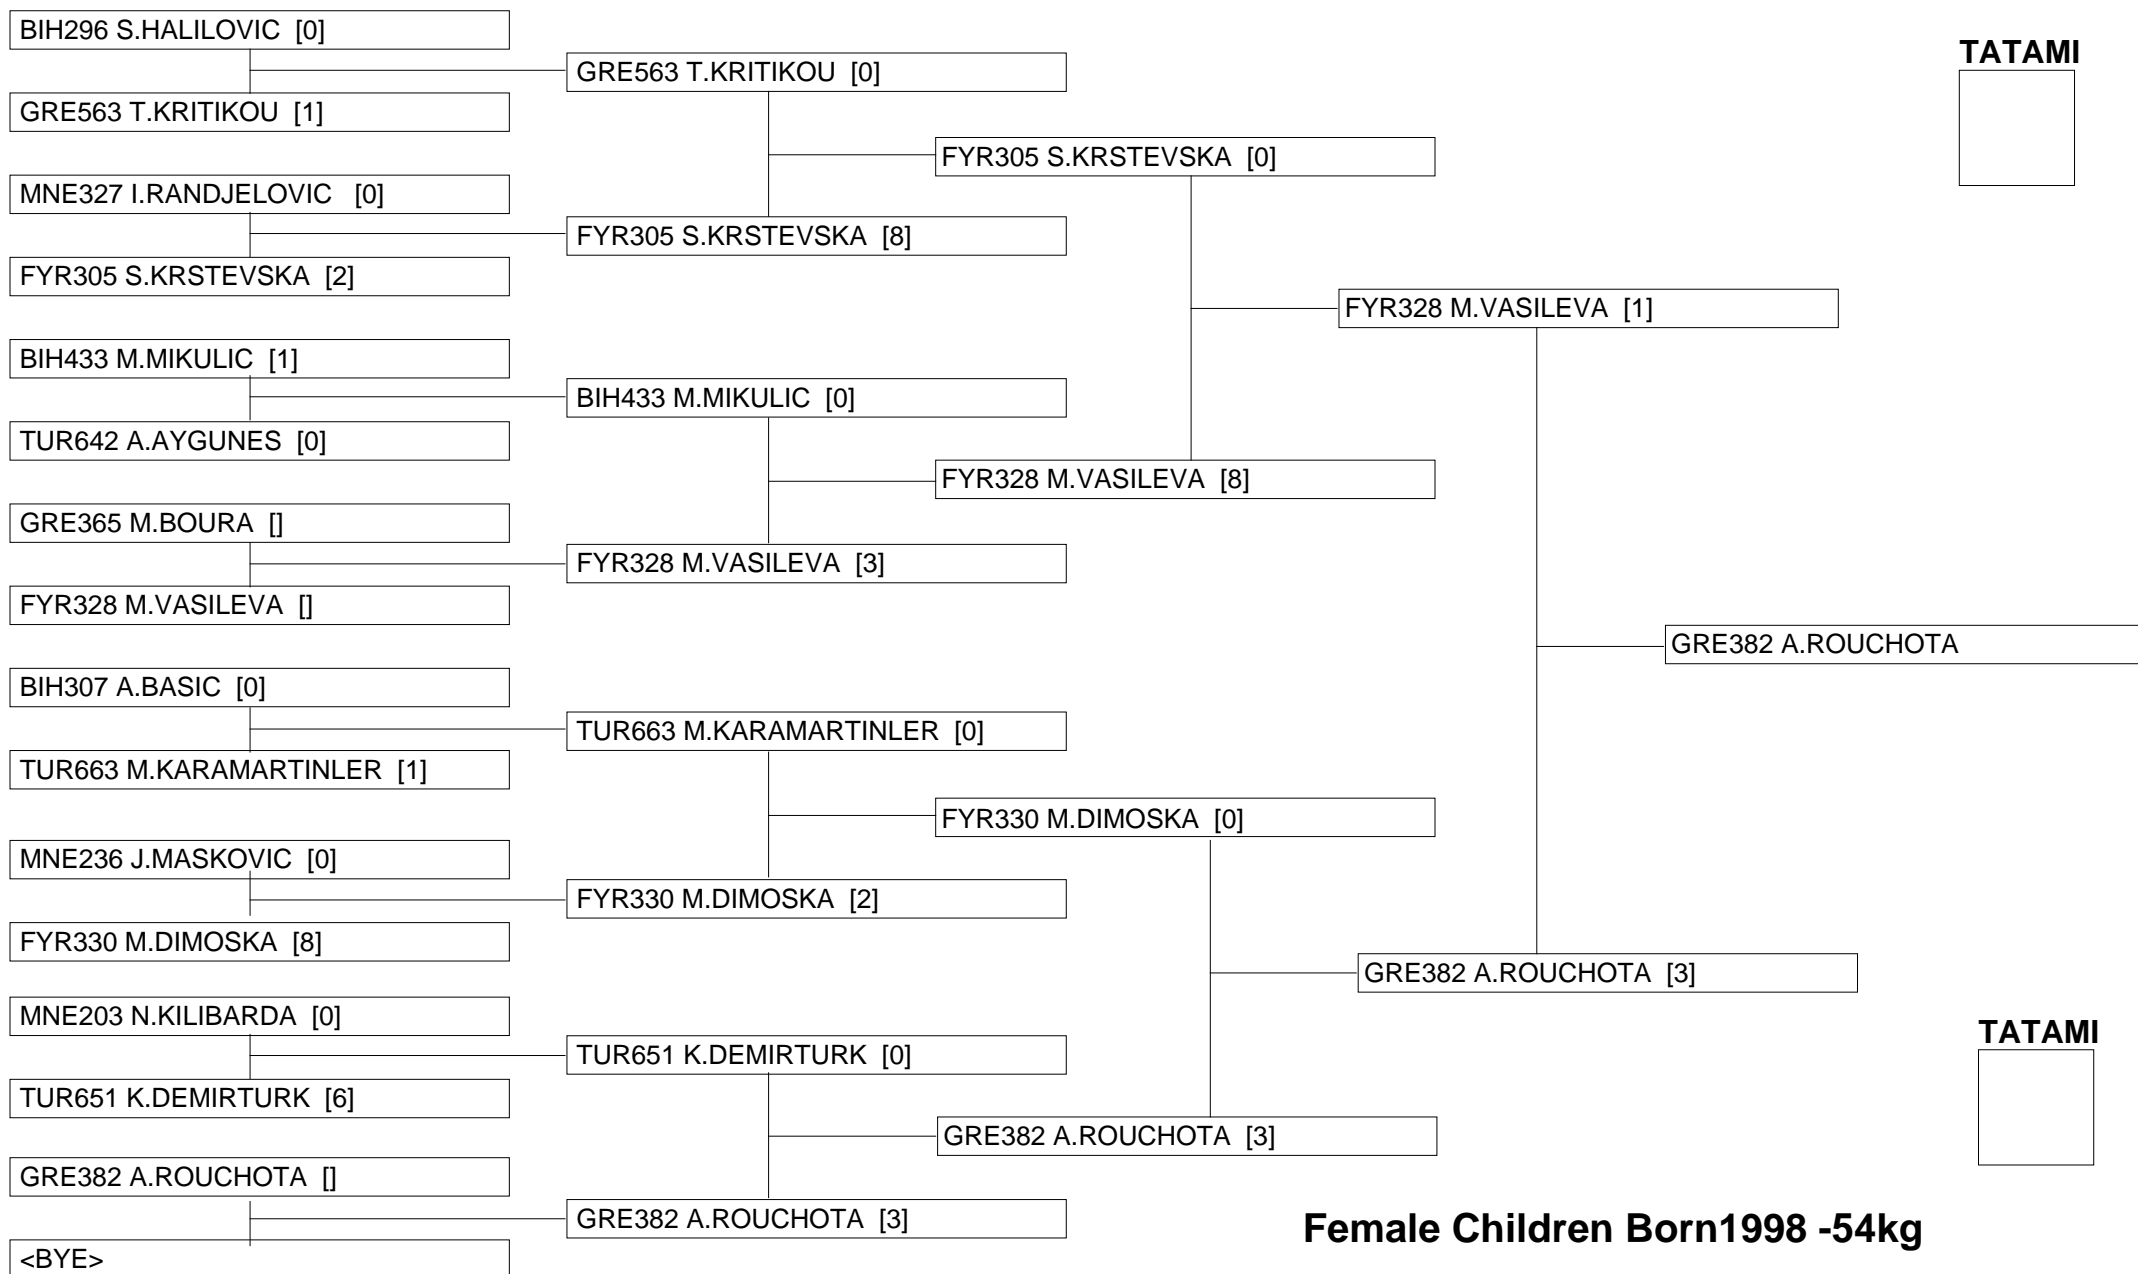 BIH296 S.HALILOVIC [0]
GRE563 T.KRITIKOU [1]
MNE327 I.RANDJELOVIC [0]
FYR305 S.KRSTEVSKA [2]
BIH433 M.MIKULIC [1]
TUR642 A.AYGUNES [0]
GRE365 M.BOURA []
FYR328 M.VASILEVA []
BIH307 A.BASIC [0]
TUR663 M.KARAMARTINLER [1]
MNE236 J.MASKOVIC [0]
FYR330 M.DIMOSKA [8]
MNE203 N.KILIBARDA [0]
TUR651 K.DEMIRTURK [6]
GRE382 A.ROUCHOTA []
<BYE>
GRE563 T.KRITIKOU [0]
FYR305 S.KRSTEVSKA [8]
BIH433 M.MIKULIC [0]
FYR328 M.VASILEVA [3]
TUR663 M.KARAMARTINLER [0]
FYR330 M.DIMOSKA [2]
TUR651 K.DEMIRTURK [0]
GRE382 A.ROUCHOTA [3]
FYR305 S.KRSTEVSKA [0]
FYR328 M.VASILEVA [8]
FYR330 M.DIMOSKA [0]
GRE382 A.ROUCHOTA [3]
FYR328 M.VASILEVA [1]
GRE382 A.ROUCHOTA [3]
GRE382 A.ROUCHOTA
TATAMI
TATAMI
Female Children Born1998 -54kg